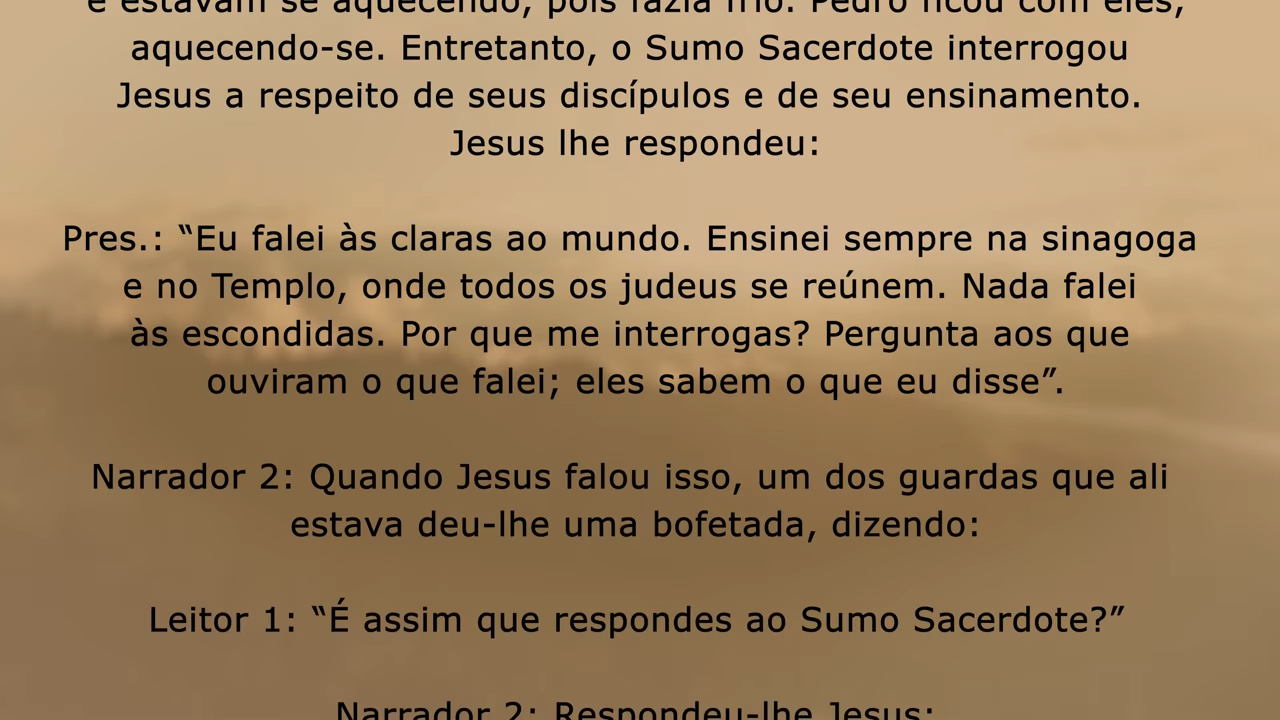 e estavam se aquecendo, pois fazia frio. Pedro ficou com eles,
aquecendo-se. Entretanto, o Sumo Sacerdote interrogou
Jesus a respeito de seus discípulos e de seu ensinamento.
Jesus lhe respondeu:
Pres.: “Eu falei às claras ao mundo. Ensinei sempre na sinagoga
e no Templo, onde todos os judeus se reúnem. Nada falei
às escondidas. Por que me interrogas? Pergunta aos que
ouviram o que falei; eles sabem o que eu disse”.
Narrador 2: Quando Jesus falou isso, um dos guardas que ali
estava deu-lhe uma bofetada, dizendo:
Leitor 1: “É assim que respondes ao Sumo Sacerdote?”
Narrador 2: Respondeu-lhe Jesus: